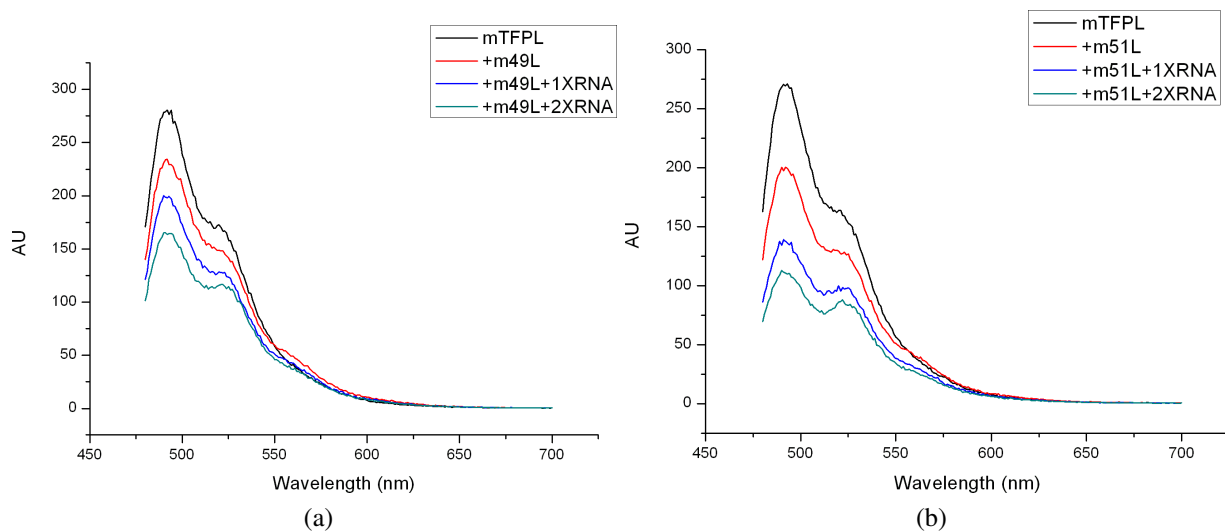 mTFPL
+m49L
+m49L+1XRNA
+m49L+2XRNA
300
250
200
150
100
50
0
AU
450 500 550 600 650 700
Wavelength (nm)
(a)
mTFPL
+m51L
+m51L+1XRNA
+m51L+2XRNA
300
250
200
150
100
50
0
AU
450 500 550 600 650 700
Wavelength (nm)
(b)